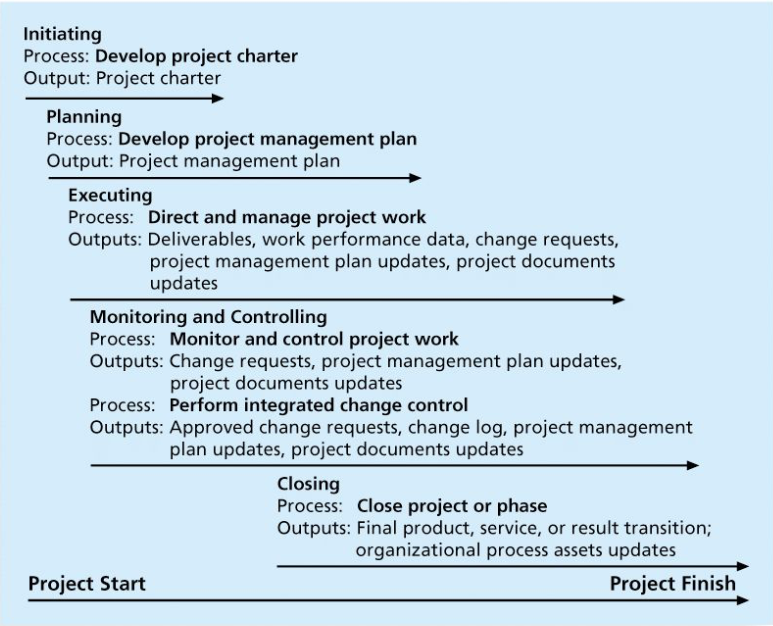 Initiating
Process: Develop project charter
Output: Project charter
Planning
Process: Develop project management plan
Output: Project management plan
Executing
Process: Direct and manage project work
Outputs: Deliverables, work performance data, change requests,
project management plan updates, project documents
updates
Monitoring and Controlling
Process: Monitor and control project work
Outputs: Change requests, project management plan updates,
project documents updates
Process: Perform integrated change control
Outputs: Approved change requests, change log, project management
plan updates, project documents updates
Closing
Process: Close project or phase
Outputs: Final product, service, or result transition;
organizational process assets updates
Project Start Project Finish